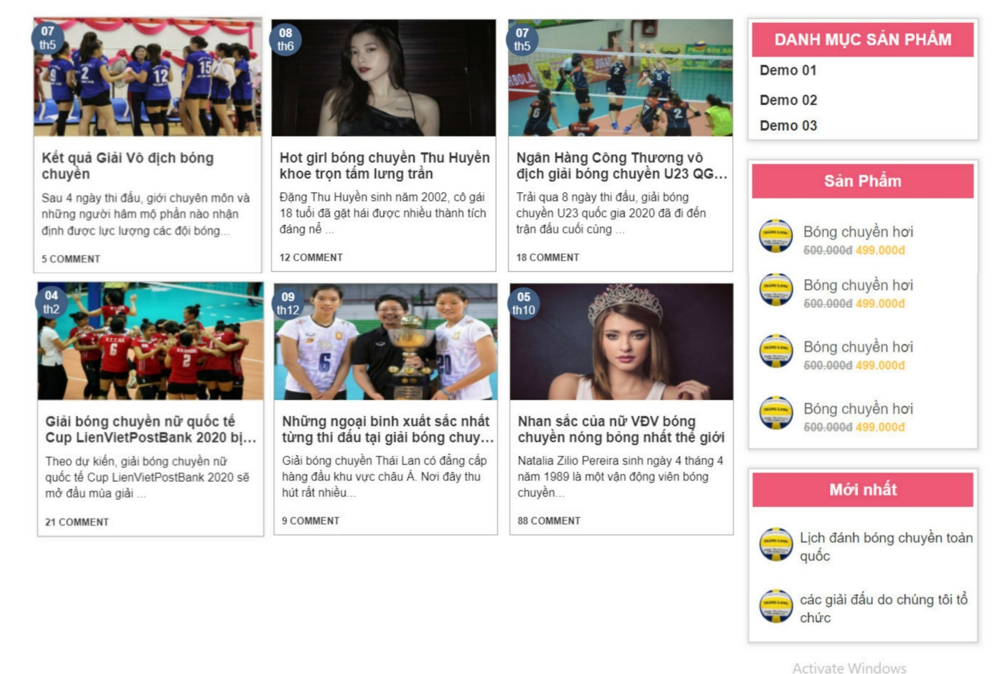 07
th5
Kết quả Giải Vô địch bóng
chuyền
Sau 4 ngày thi đấu, giới chuyên môn và
những người hâm mộ phần nào nhận
định được lực lượng các đội bóng...
5 COMMENT
08
th6
Hot girl bóng chuyền Thu Huyền
khoe trọn tấm lưng trần
Đặng Thu Huyền sinh năm 2002, cô gái
18 tuổi đã gặt hái được nhiều thành tích
đáng nể ...
12 COMMENT
07
th5
Ngân Hàng Công Thương vô
địch giải bóng chuyền U23 QG...
Trải qua 8 ngày thi đấu, giải bóng
chuyền U23 quốc gia 2020 đã đi đến
trận đấu cuối cùng ...
18 COMMENT
04
th2
Giải bóng chuyền nữ quốc tế
Cup LienVietPostBank 2020 bị...
Theo dự kiến, giải bóng chuyền nữ
quốc tế Cup LienVietPostBank 2020 sẽ
mở đầu mùa giải ...
21 COMMENT
09
th12
Những ngoại binh xuất sắc nhất
từng thi đấu tại giải bóng chuy...
Giải bóng chuyền Thái Lan có đẳng cấp
hàng đầu khu vực châu Á. Nơi đây thu
hút rất nhiều...
9 COMMENT
05
th10
Nhan sắc của nữ VĐV bóng
chuyền nóng bỏng nhất thế giới
Natalia Zilio Pereira sinh ngày 4 tháng 4
năm 1989 là một vận động viên bóng
chuyền...
88 COMMENT
DANH MỤC SẢN PHẨM
Demo 01
Demo 02
Demo 03
Sản Phẩm
Bóng chuyền hơi
500.000đ 499.000đ
Bóng chuyền hơi
500.000đ 499.000đ
Bóng chuyền hơi
500.000đ 499.000đ
Bóng chuyền hơi
500.000đ 499.000đ
Mới nhất
Lịch đánh bóng chuyền toàn
quốc
các giải đấu do chúng tôi tổ
chức
Activate Windows